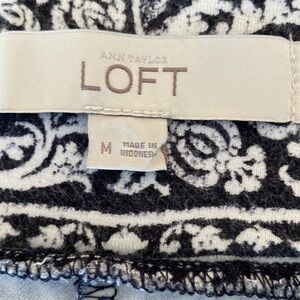 ANN TAYLOR
LOFT
M
MADE IN
INDONESIA